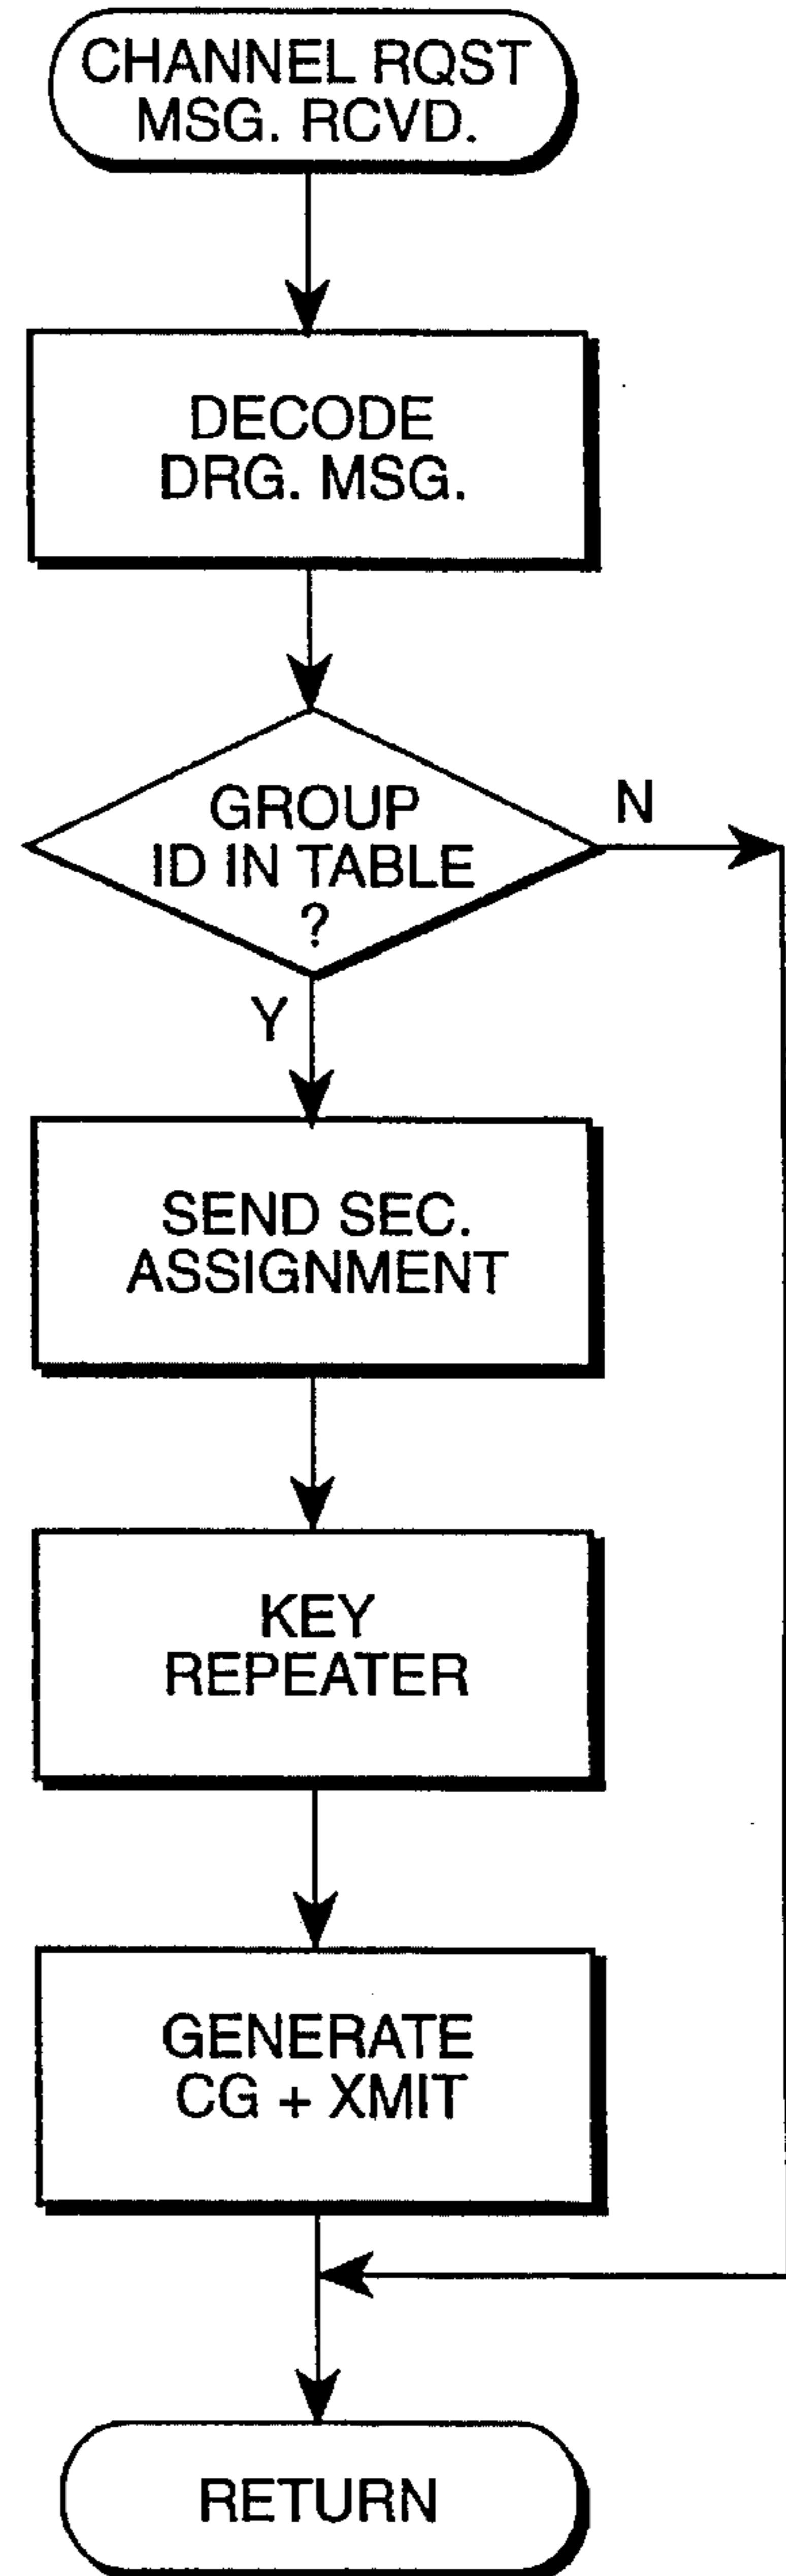 CHANNEL RQST
MSG. RCVD.
DECODE
DRG. MSG.
GROUP
ID IN TABLE
?
N
Y
SEND SEC.
ASSIGNMENT
KEY
REPEATER
GENERATE
CG + XMIT
RETURN